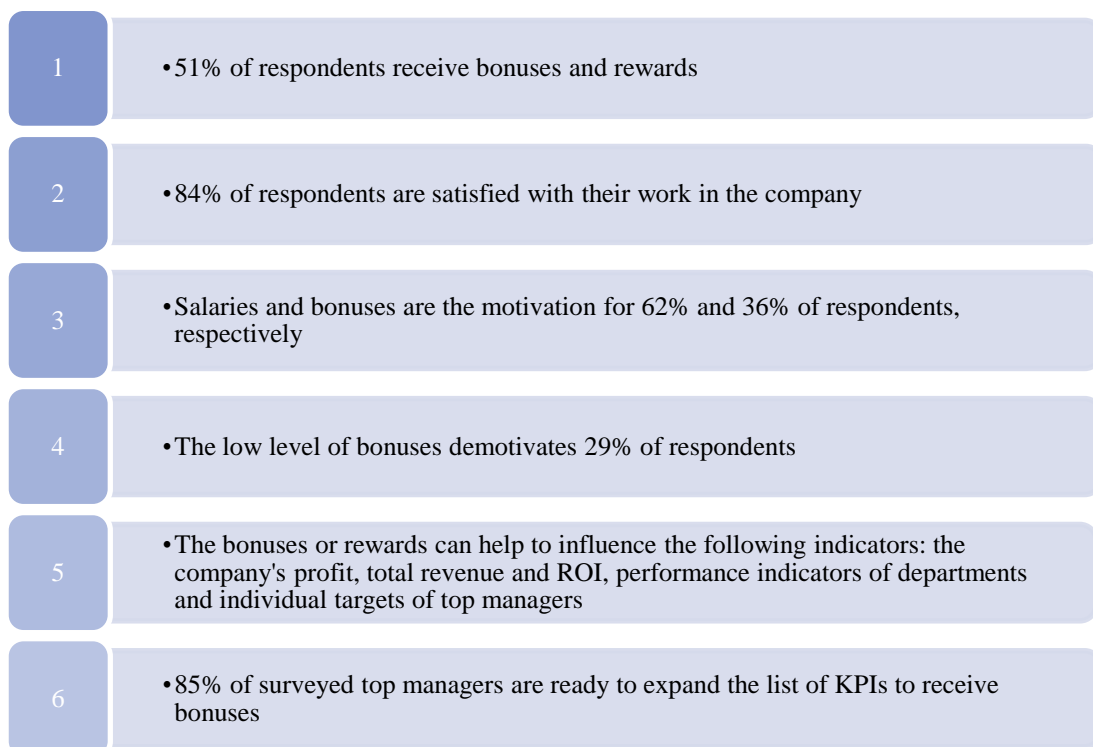 1
•51% of respondents receive bonuses and rewards
2
•84% of respondents are satisfied with their work in the company
3
•Salaries and bonuses are the motivation for 62% and 36% of respondents,
respectively
4
•The low level of bonuses demotivates 29% of respondents
5
•The bonuses or rewards can help to influence the following indicators: the
company's profit, total revenue and ROI, performance indicators of departments
and individual targets of top managers
6
•85% of surveyed top managers are ready to expand the list of KPIs to receive
bonuses